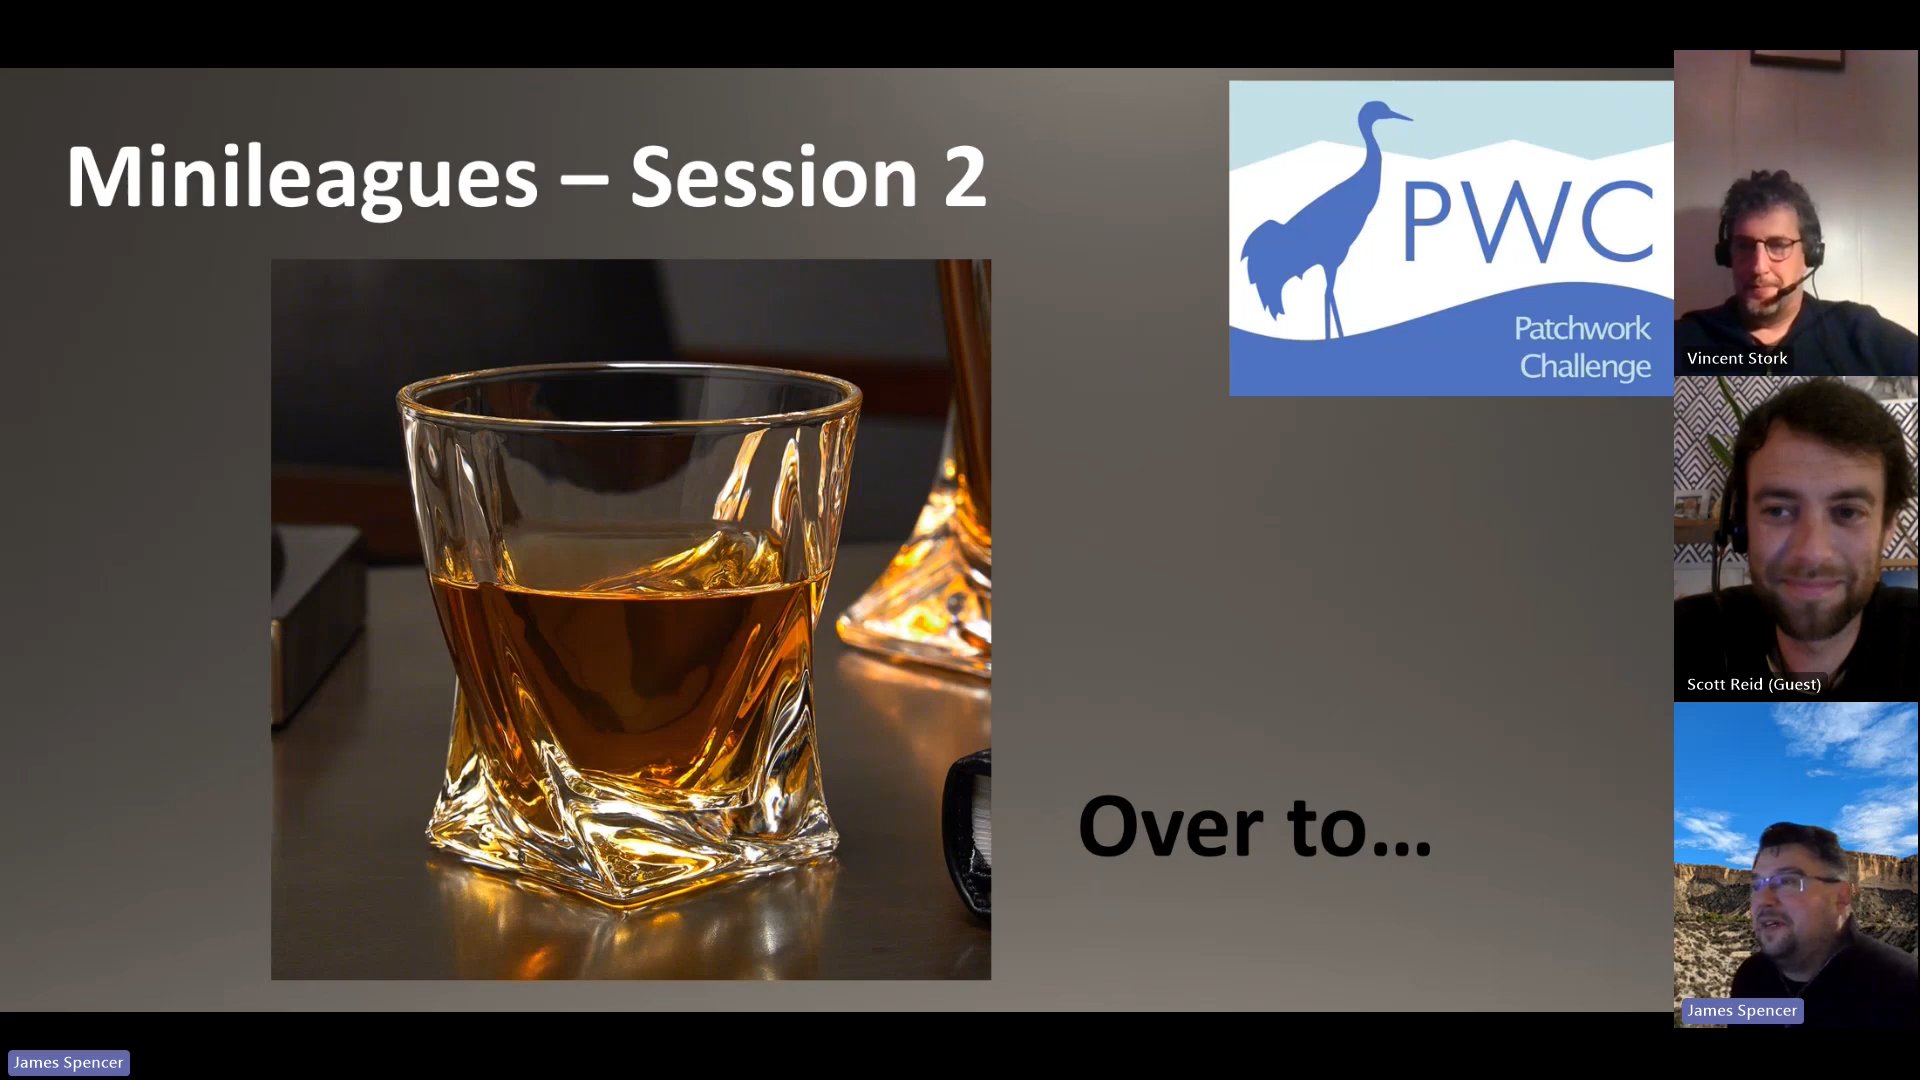 Minileagues – Session 2
PWC
Patchwork
Challenge
Over to...
Vincent Stork
Scott Reid (Guest)
James Spencer
James Spencer